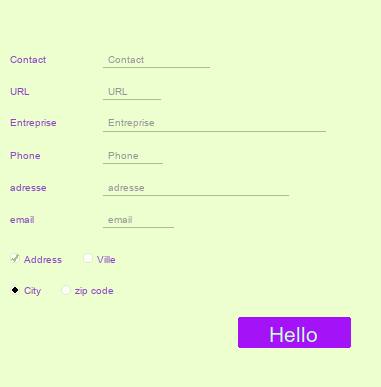 Contact Contact
URL URL
Entreprise Entreprise
Phone Phone
adresse adresse
email email
Address Ville
City zip code
Hello